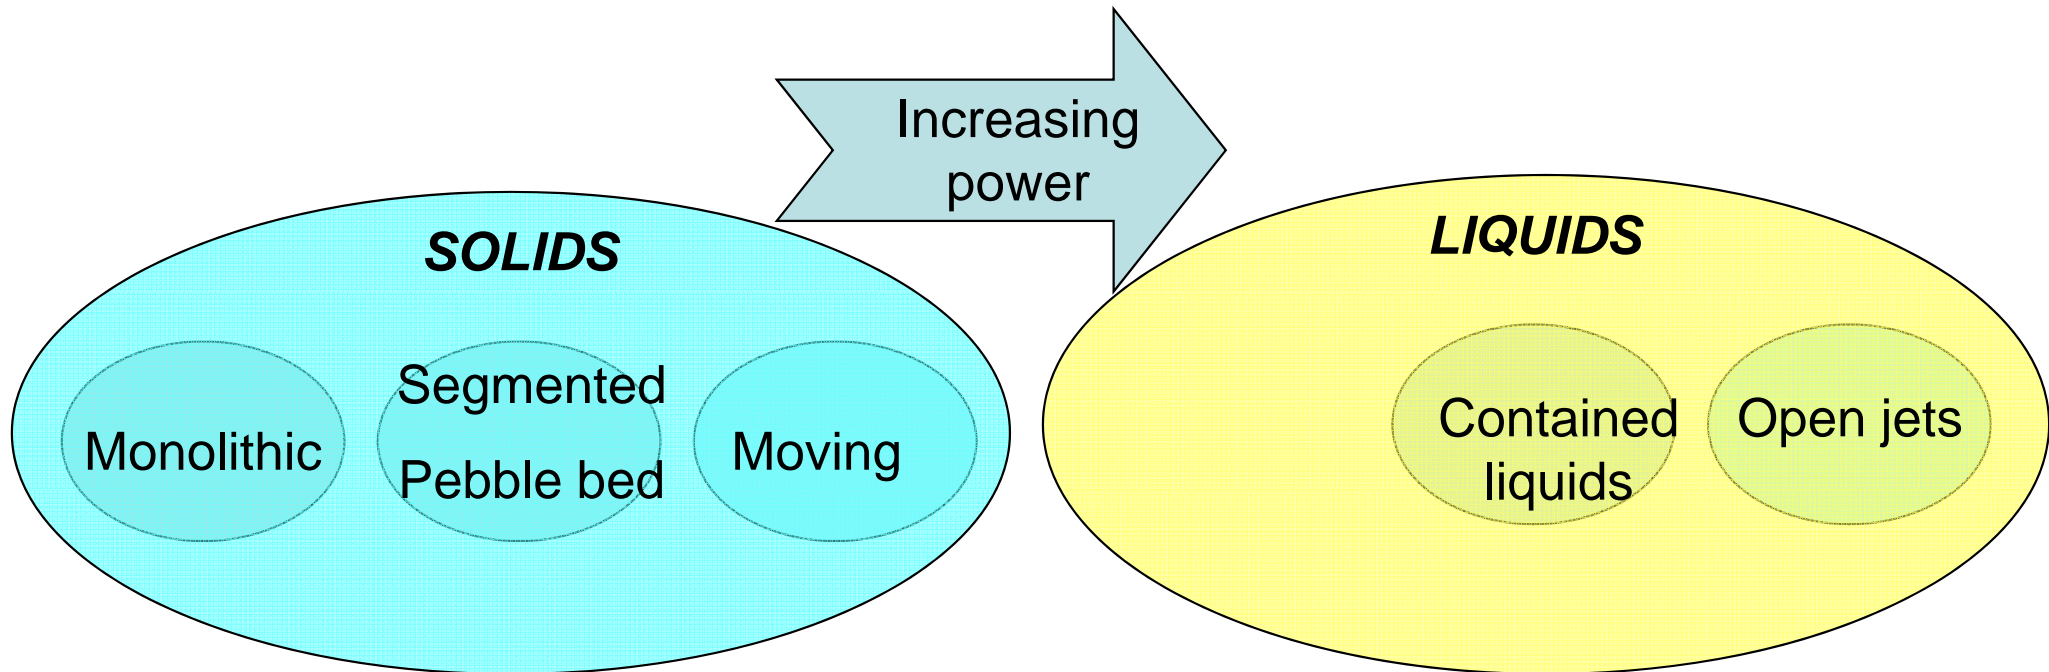 Increasing
power
SOLIDS
LIQUIDS
Monolithic
Segmented
Pebble bed
Moving
Contained
liquids
Open jets